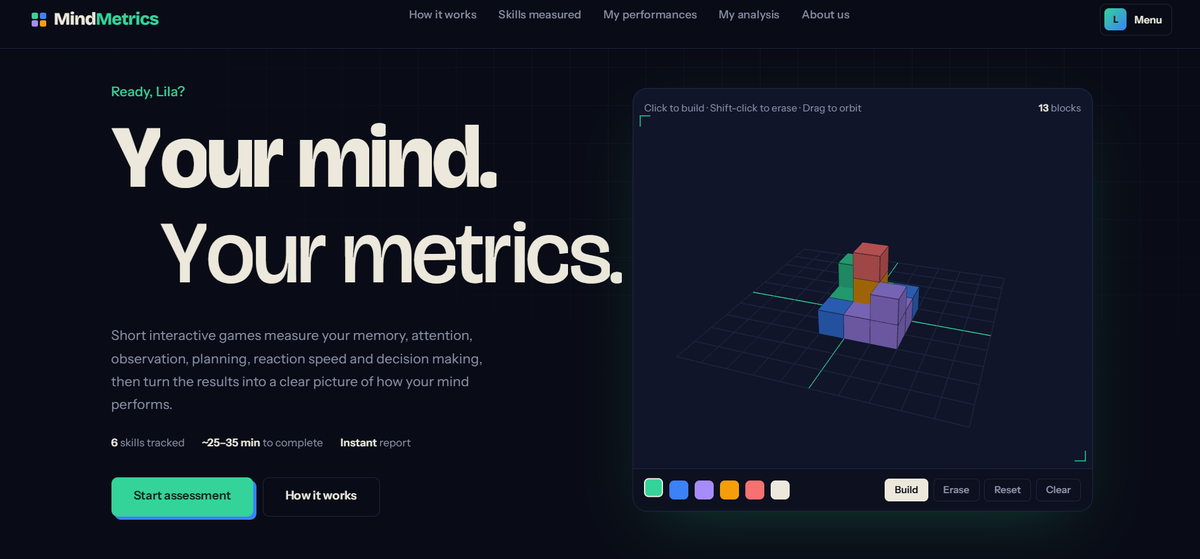 MindMetrics
How it works
Skills measured
My performances
My analysis
About us
L
Menu
Ready, Lila?
Your mind.
Your metrics.
Short interactive games measure your memory, attention,
observation, planning, reaction speed and decision making,
then turn the results into a clear picture of how your mind
performs.
6 skills tracked
~25–35 min to complete
Instant report
Start assessment
How it works
Click to build · Shift-click to erase · Drag to orbit
13 blocks
Build
Erase
Reset
Clear